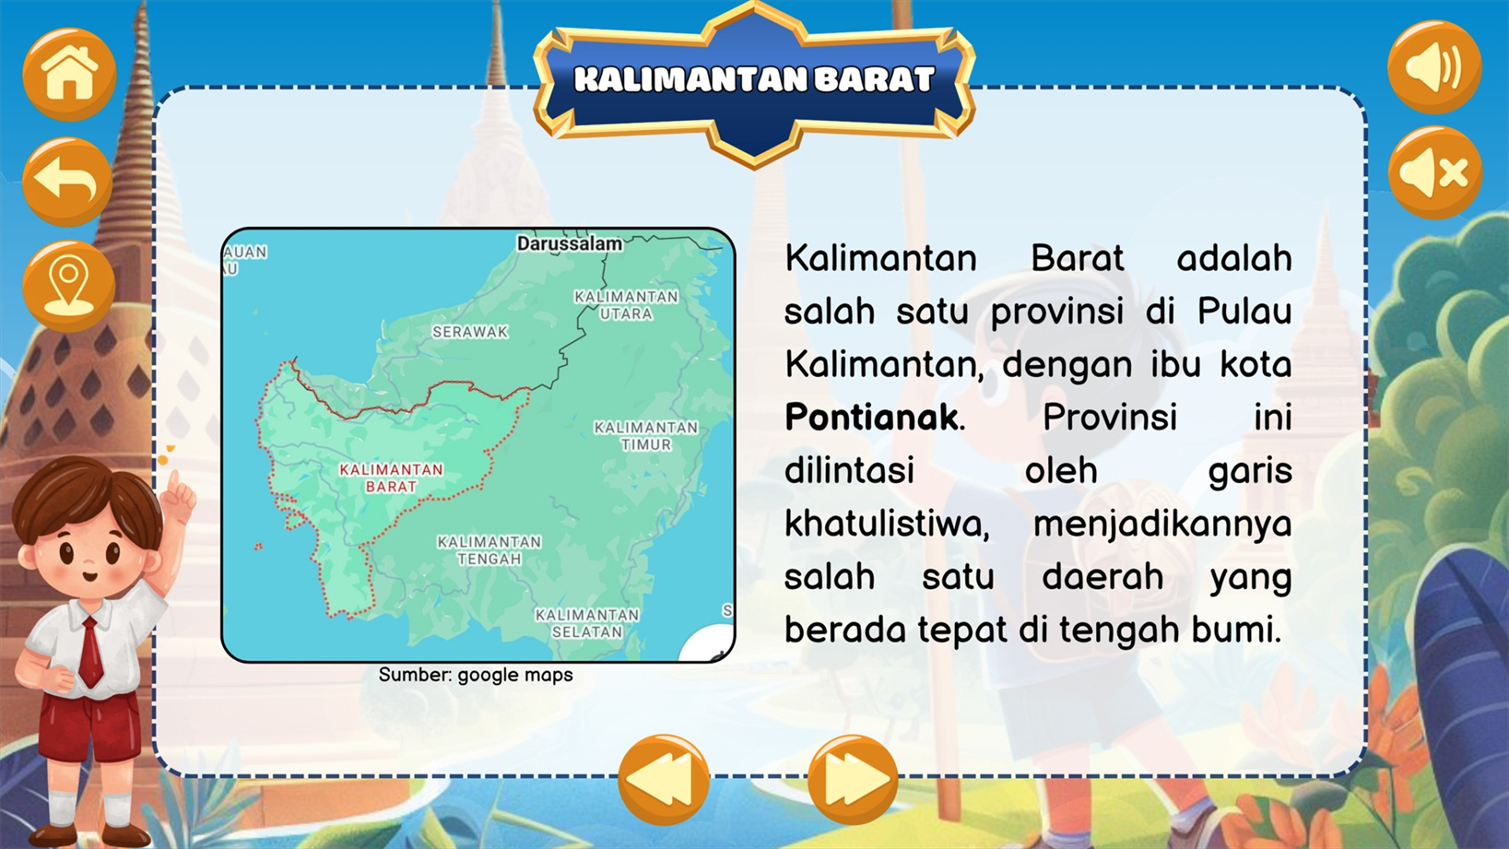 KALIMANTAN BARAT
AUAN
AU
Darussalam
KALIMANTAN
UTARA
SERAWAK
KALIMANTAN
TIMUR
KALIMANTAN
BARAT
KALIMANTAN
TENGAH
KALIMANTAN
SELATAN
S
Sumber: google maps
Kalimantan Barat adalah
salah satu provinsi di Pulau
Kalimantan, dengan ibu kota
Pontianak. Provinsi ini
dilintasi oleh garis
khatulistiwa, menjadikannya
salah satu daerah yang
berada tepat di tengah bumi.